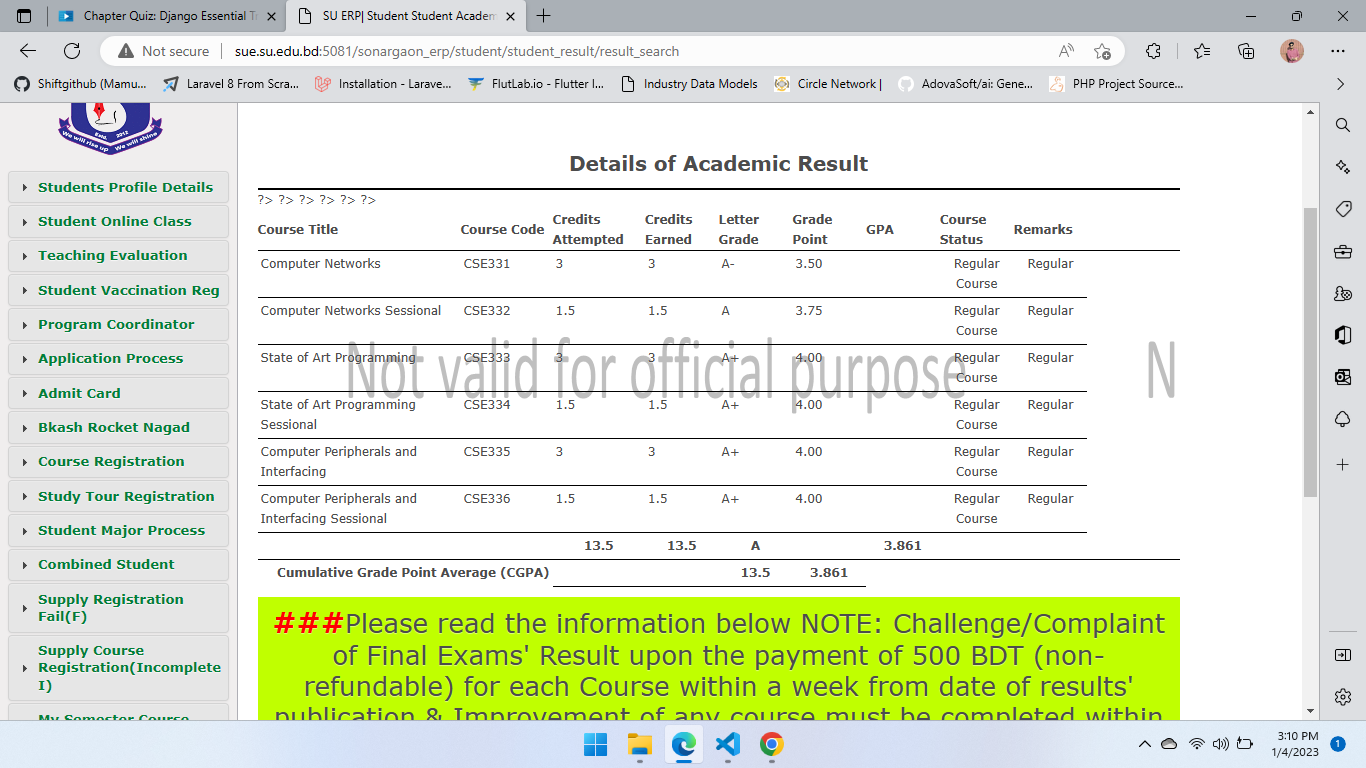 Chapter Quiz: Django Essential Tr
SU ERP| Student Student Academ
Not secure
sue.su.edu.bd:5081/sonargaon_erp/student/student_result/result_search
Shiftgithub (Mamu...
Laravel 8 From Scra...
Installation - Larave...
FlutLab.io - Flutter I...
Industry Data Models
Circle Network |
AdovaSoft/ai: Gene...
PHP Project Source...
Estd. 2012
We will rise up We will shine
Students Profile Details
Student Online Class
Teaching Evaluation
Student Vaccination Reg
Program Coordinator
Application Process
Admit Card
Bkash Rocket Nagad
Course Registration
Study Tour Registration
Student Major Process
Combined Student
Supply Registration
Fail(F)
Supply Course
Registration(Incomplete
I)
My Semester Course
Details of Academic Result
?> ?> ?> ?> ?> ?>
Course Title Course Code Credits Attempted Credits Earned Letter Grade Grade Point GPA Course Status Remarks
Computer Networks CSE331 3 3 A- 3.50 Regular Course Regular
Computer Networks Sessional CSE332 1.5 1.5 A 3.75 Regular Course Regular
State of Art Programming CSE333 3 3 A+ 4.00 Regular Course Regular
Not valid for official purpose N
State of Art Programming Sessional CSE334 1.5 1.5 A+ 4.00 Regular Course Regular
Computer Peripherals and Interfacing CSE335 3 3 A+ 4.00 Regular Course Regular
Computer Peripherals and Interfacing Sessional CSE336 1.5 1.5 A+ 4.00 Regular Course Regular
13.5 13.5 A 3.861
Cumulative Grade Point Average (CGPA) 13.5 3.861
###Please read the information below NOTE: Challenge/Complaint
of Final Exams' Result upon the payment of 500 BDT (non-
refundable) for each Course within a week from date of results'
publication & Improvement of any course must be completed within
3:10 PM
1/4/2023
1